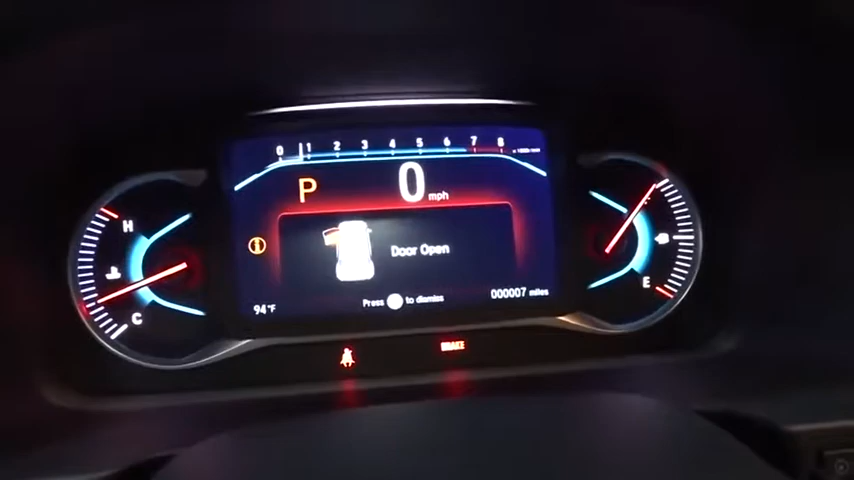 0 1 2 3 4 5 6 7 8
P 0 mph
H
Door Open
E
C
94°F
Press to dismiss
000007 miles
BRAKE